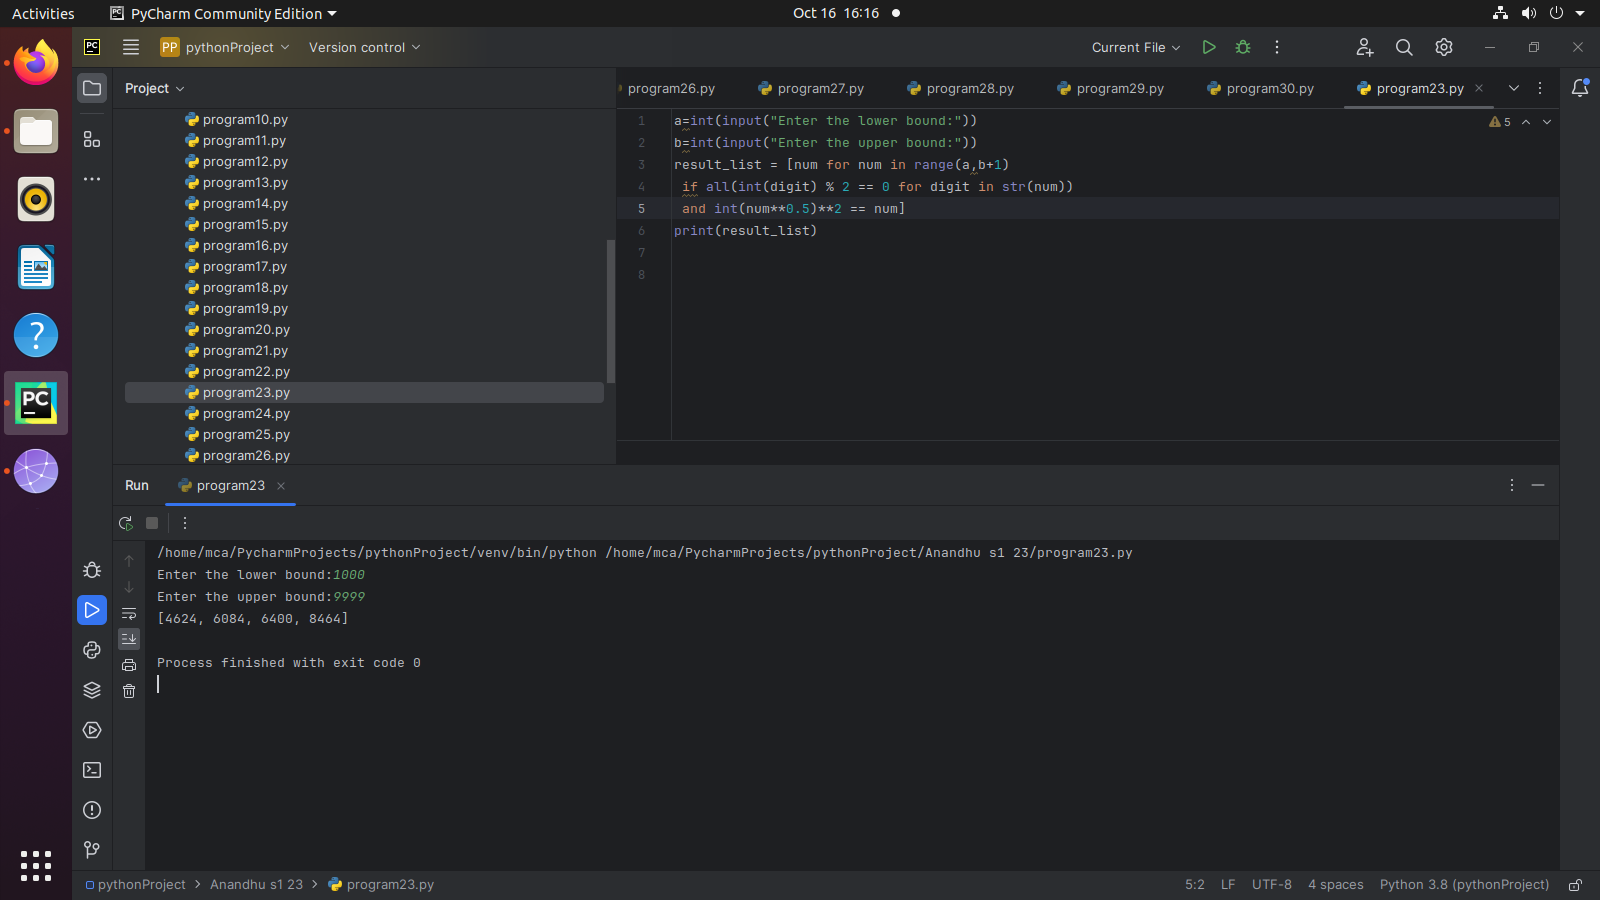 Activities PyCharm Community Edition Oct 16 16:16
PC PP pythonProject Version control Current File
Project program26.py program27.py program28.py program29.py program30.py program23.py
program10.py
program11.py
program12.py
program13.py
program14.py
program15.py
program16.py
program17.py
program18.py
program19.py
program20.py
program21.py
program22.py
program23.py
program24.py
program25.py
program26.py
1 a=int(input("Enter the lower bound:"))
2 b=int(input("Enter the upper bound:"))
3 result_list = [num for num in range(a,b+1)
4 if all(int(digit) % 2 == 0 for digit in str(num))
5 and int(num**0.5)**2 == num]
6 print(result_list)
7
8
5
PC
Run program23
/home/mca/PycharmProjects/pythonProject/venv/bin/python /home/mca/PycharmProjects/pythonProject/Anandhu s1 23/program23.py
Enter the lower bound:1000
Enter the upper bound:9999
[4624, 6084, 6400, 8464]
Process finished with exit code 0
pythonProject > Anandhu s1 23 > program23.py 5:2 LF UTF-8 4 spaces Python 3.8 (pythonProject)